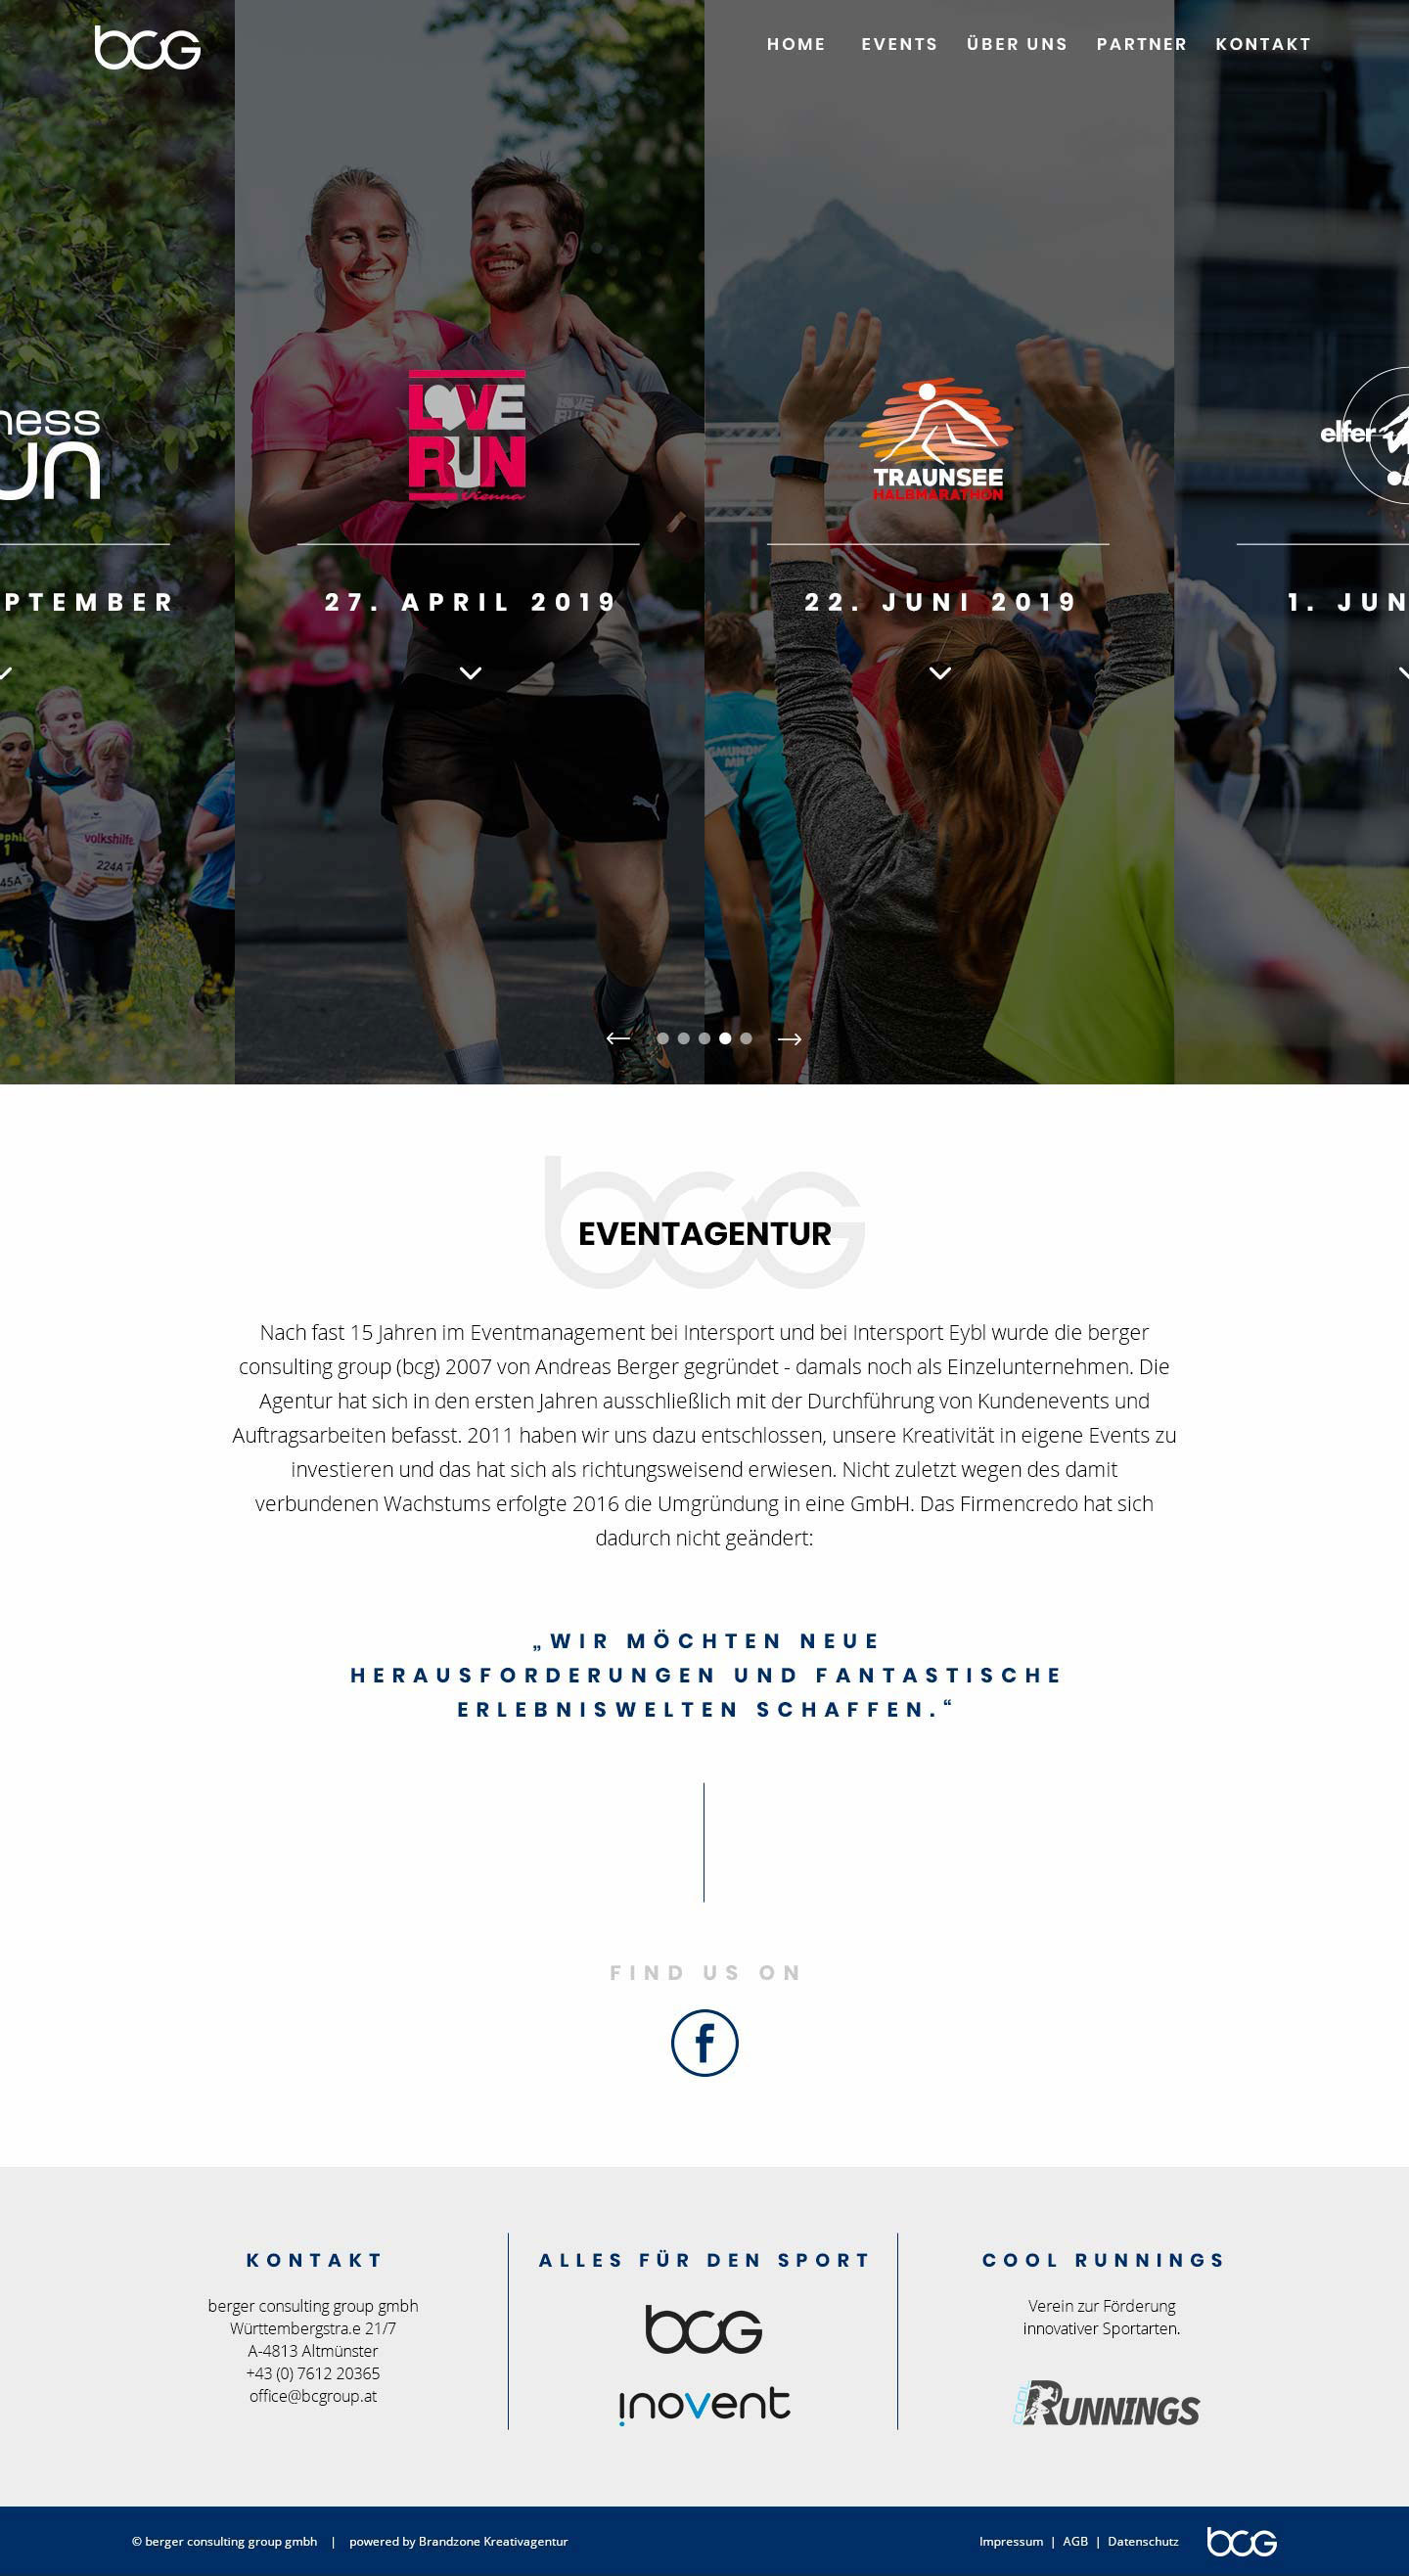 bcG
HOME EVENTS ÜBER UNS PARTNER KONTAKT
LOVE
RUN
Vienna
TRAUNSEE
HALBMARATHON
elfer
27. APRIL 2019
22. JUNI 2019
1. JUN
volkshilfe
224A
45A
bcG
EVENTAGENTUR
Nach fast 15 Jahren im Eventmanagement bei Intersport und bei Intersport Eybl wurde die berger
consulting group (bcg) 2007 von Andreas Berger gegründet - damals noch als Einzelunternehmen. Die
Agentur hat sich in den ersten Jahren ausschließlich mit der Durchführung von Kundenevents und
Auftragsarbeiten befasst. 2011 haben wir uns dazu entschlossen, unsere Kreativität in eigene Events zu
investieren und das hat sich als richtungsweisend erwiesen. Nicht zuletzt wegen des damit
verbundenen Wachstums erfolgte 2016 die Umgründung in eine GmbH. Das Firmencredo hat sich
dadurch nicht geändert:
„WIR MÖCHTEN NEUE
HERAUSFORDERUNGEN UND FANTASTISCHE
ERLEBNISWELTEN SCHAFFEN.“
FIND US ON
f
KONTAKT
berger consulting group gmbh
Württembergstra.e 21/7
A-4813 Altmünster
+43 (0) 7612 20365
office@bcgroup.at
ALLES FÜR DEN SPORT
bcG
inovent
COOL RUNNINGS
Verein zur Förderung
innovativer Sportarten.
COOL RUNNINGS
© berger consulting group gmbh | powered by Brandzone Kreativagentur
Impressum | AGB | Datenschutz
bcG